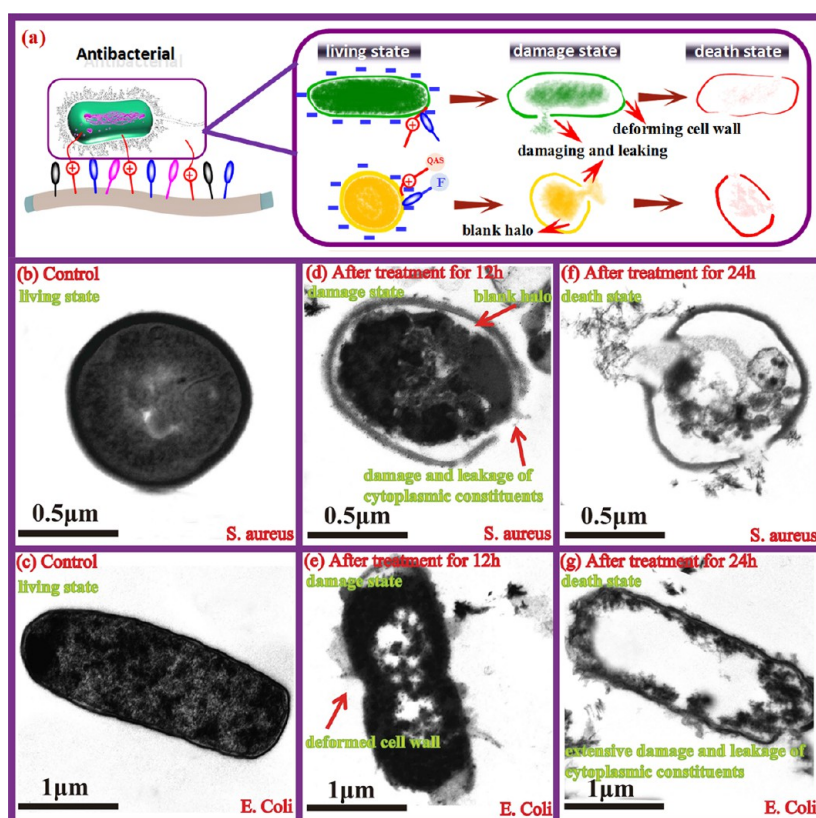 (a)
Antibacterial
Antibacterial
living state
damage state
death state
deforming cell wall
damaging and leaking
+
QAS
+
F
blank halo
+
+
+
(b) Control
living state
0.5μm
S. aureus
(d) After treatment for 12h
damage state
blank halo
damage and leakage of
cytoplasmic constituents
0.5μm
S. aureus
(f) After treatment for 24h
death state
0.5μm
S. aureus
(c) Control
living state
1μm
E. Coli
(e) After treatment for 12h
damage state
deformed cell wall
1μm
E. Coli
(g) After treatment for 24h
death state
extensive damage and leakage of
cytoplasmic constituents
1μm
E. Coli